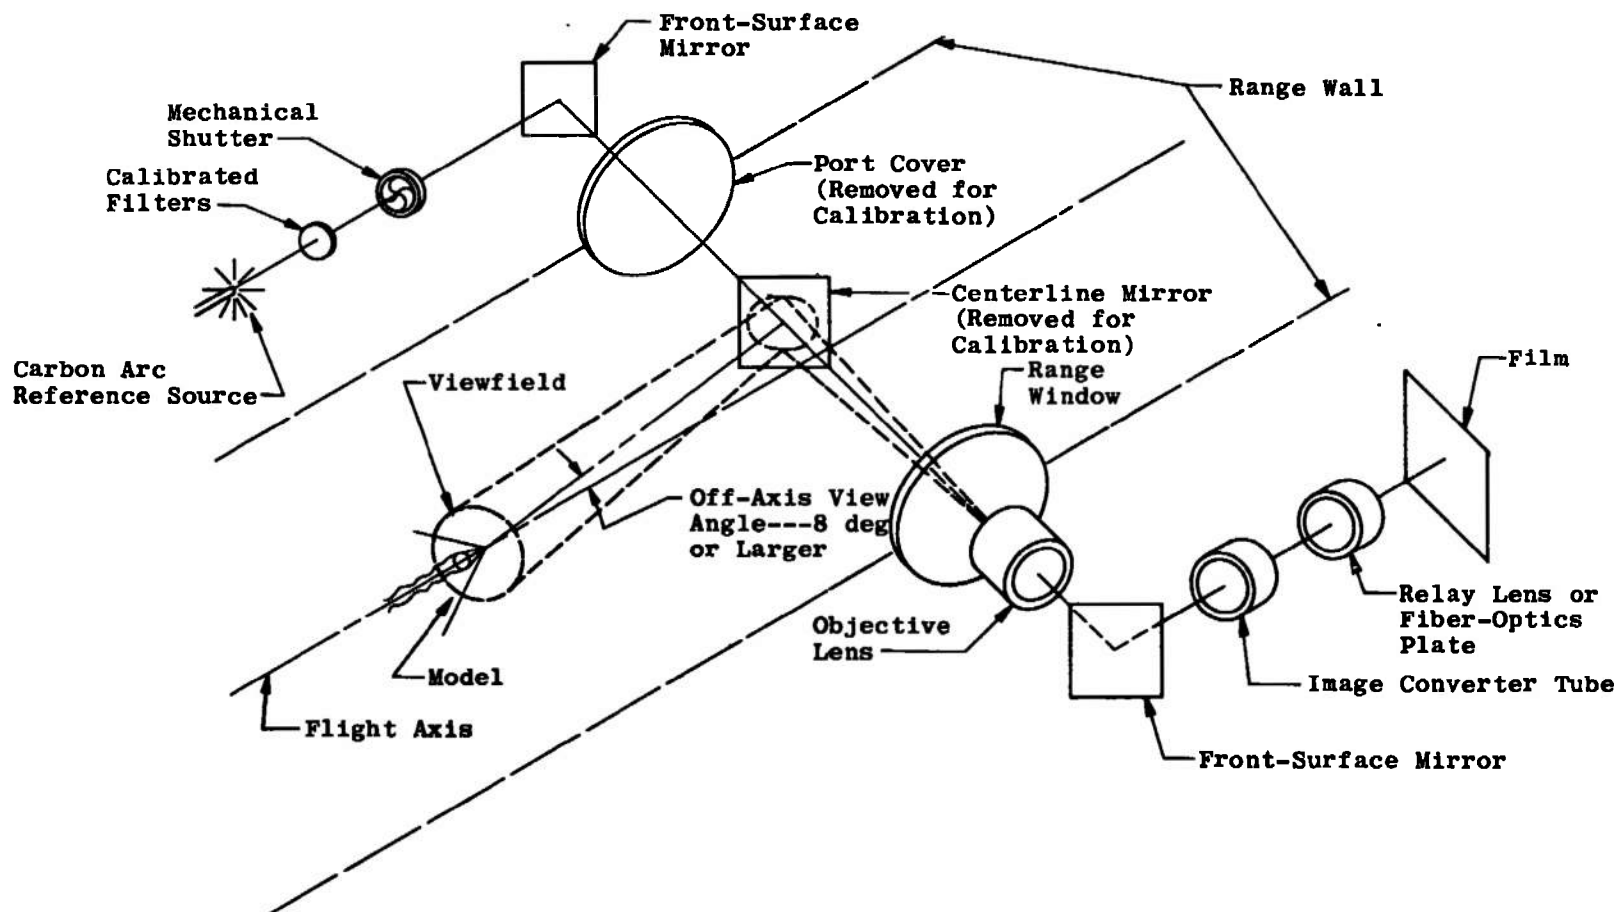 Front-Surface
Mirror
Range Wall
Mechanical
Shutter
Port Cover
(Removed for
Calibration)
Calibrated
Filters
Centerline Mirror
(Removed for
Calibration)
Carbon Arc
Reference Source
Viewfield
Range
Window
Film
Off-Axis View
Angle---8 deg
or Larger
Relay Lens or
Fiber-Optics
Plate
Objective
Lens
Model
Image Converter Tube
Flight Axis
Front-Surface Mirror